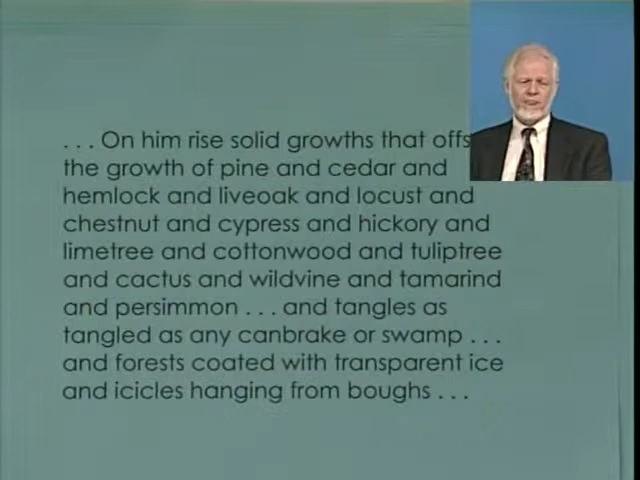 . . . On him rise solid growths that offs
the growth of pine and cedar and
hemlock and liveoak and locust and
chestnut and cypress and hickory and
limetree and cottonwood and tuliptree
and cactus and wildvine and tamarind
and persimmon . . . and tangles as
tangled as any canbrake or swamp . . .
and forests coated with transparent ice
and icicles hanging from boughs . . .